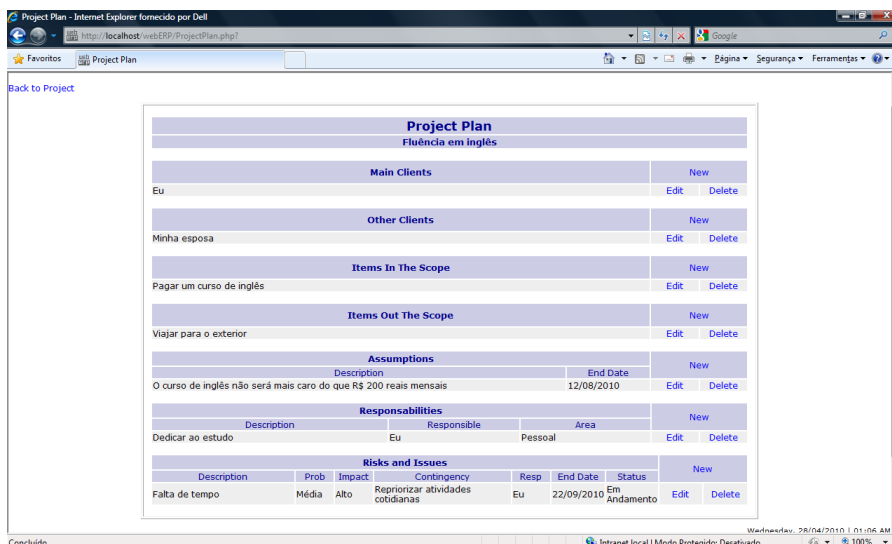 Project Plan - Internet Explorer fornecido por Dell
http://localhost/webERP/ProjectPlan.php?
Google
Favoritos Project Plan Página Segurança Ferramentas
Back to Project
Project Plan
Fluência em inglês
Main Clients New
Eu Edit Delete
Other Clients New
Minha esposa Edit Delete
Items In The Scope New
Pagar um curso de inglês Edit Delete
Items Out The Scope New
Viajar para o exterior Edit Delete
Assumptions New
Description End Date
O curso de inglês não será mais caro do que R$ 200 reais mensais 12/08/2010 Edit Delete
Responsabilities New
Description Responsible Area
Dedicar ao estudo Eu Pessoal Edit Delete
Risks and Issues New
Description Prob Impact Contingency Resp End Date Status
Falta de tempo Média Alto Repriorizar atividades cotidianas Eu 22/09/2010 Em Andamento Edit Delete
Wednesday, 28/04/2010 | 01:06 AM
Concluído Intranet local | Modo Protegido: Desativado 100%